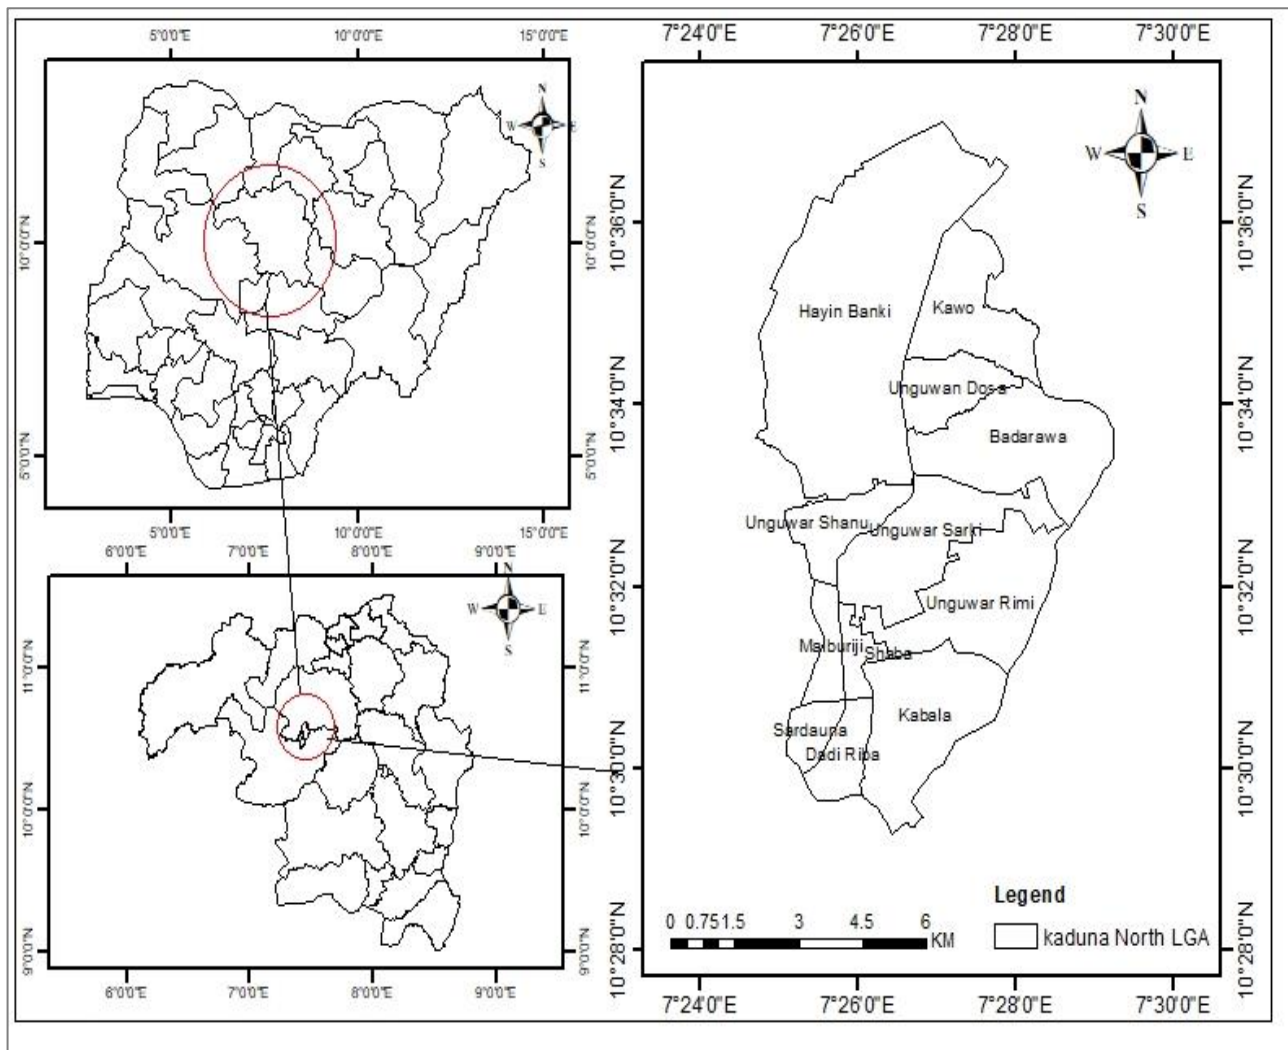 5°0'0"E 10°0'0"E 15°0'0"E
N
W E
S
10°0'0"N 10°0'0"N
5°0'0"N 5°0'0"N
5°0'0"E 10°0'0"E 15°0'0"E
6°0'0"E 7°0'0"E 8°0'0"E 9°0'0"E
N
W E
S
11°0'0"N 11°0'0"N
10°0'0"N 10°0'0"N
9°0'0"N 9°0'0"N
6°0'0"E 7°0'0"E 8°0'0"E 9°0'0"E
7°24'0"E 7°26'0"E 7°28'0"E 7°30'0"E
N
W E
S
10°36'0"N 10°36'0"N
Hayin Banki Kawo
Unguwan Dosa
10°34'0"N 10°34'0"N
Badarawa
Unguwar Shanu Unguwar Sarki
10°32'0"N 10°32'0"N
Unguwar Rimi
Maiburiji Shaba
Kabala
Sardauna
Dadi Riba
10°30'0"N 10°30'0"N
Legend
0 0.75 1.5 3 4.5 6
KM
kaduna North LGA
10°28'0"N 10°28'0"N
7°24'0"E 7°26'0"E 7°28'0"E 7°30'0"E